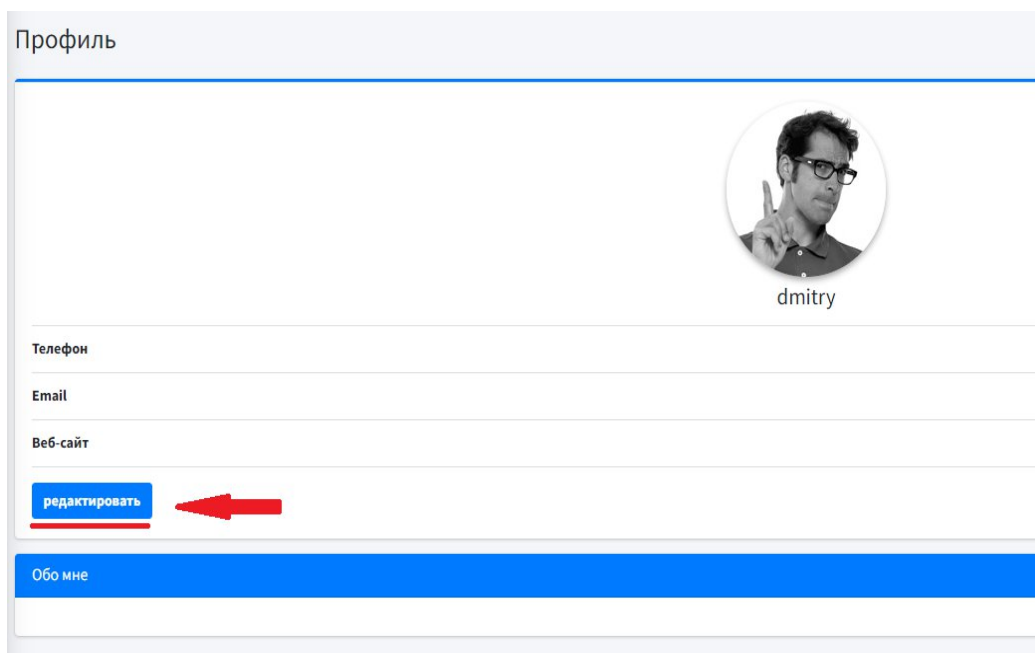 Профиль
dmitry
Телефон
Email
Веб-сайт
редактировать
Обо мне